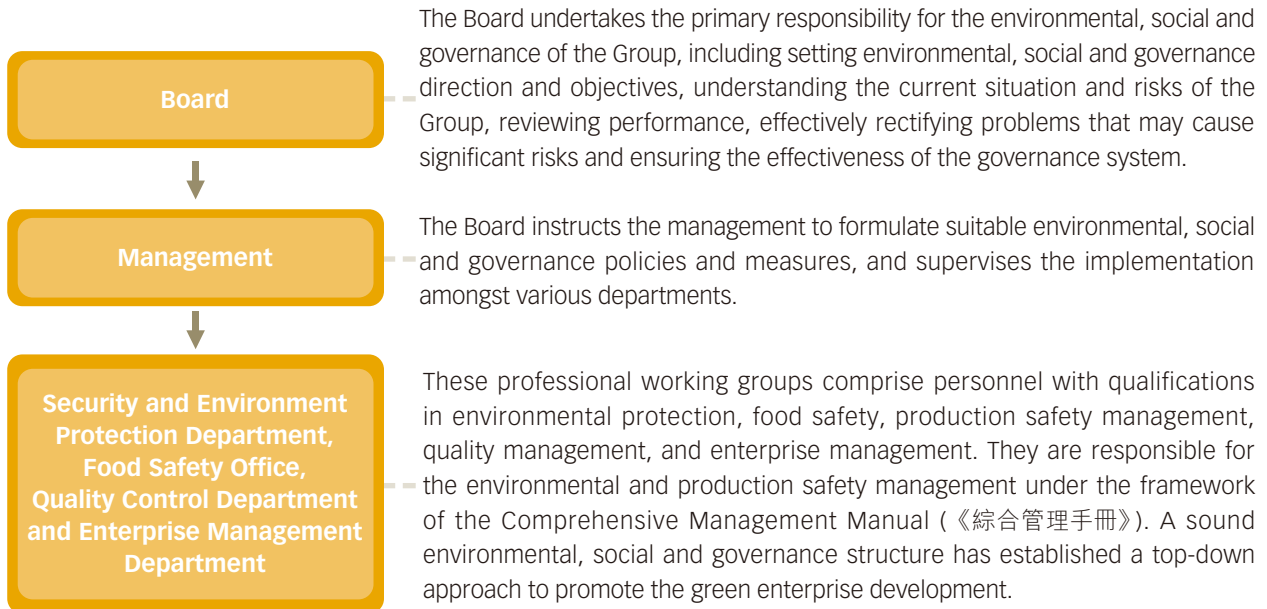 The Board undertakes the primary responsibility for the environmental, social and
governance of the Group, including setting environmental, social and governance
direction and objectives, understanding the current situation and risks of the
Group, reviewing performance, effectively rectifying problems that may cause
significant risks and ensuring the effectiveness of the governance system.
Board
The Board instructs the management to formulate suitable environmental, social
and governance policies and measures, and supervises the implementation
amongst various departments.
Management
These professional working groups comprise personnel with qualifications
in environmental protection, food safety, production safety management,
quality management, and enterprise management. They are responsible for
the environmental and production safety management under the framework
of the Comprehensive Management Manual (《綜合管理手冊》). A sound
environmental, social and governance structure has established a top-down
approach to promote the green enterprise development.
Security and Environment
Protection Department,
Food Safety Office,
Quality Control Department
and Enterprise Management
Department